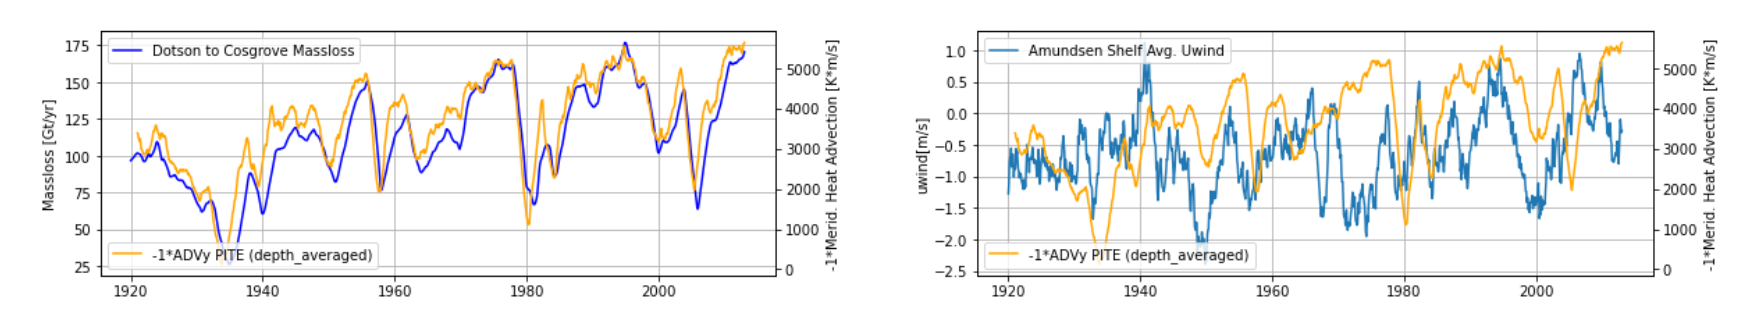 Massloss [Gt/yr]
175
150
125
100
75
50
25
Dotson to Cosgrove Massloss
-1*ADVy PITE (depth_averaged)
1920 1940 1960 1980 2000
5000
4000
3000
2000
1000
0
-1*Merid. Heat Advection [K*m/s]
uwind[m/s]
1.0
0.5
0.0
−0.5
−1.0
−1.5
−2.0
−2.5
Amundsen Shelf Avg. Uwind
-1*ADVy PITE (depth_averaged)
1920 1940 1960 1980 2000
5000
4000
3000
2000
1000
0
-1*Merid. Heat Advection [K*m/s]